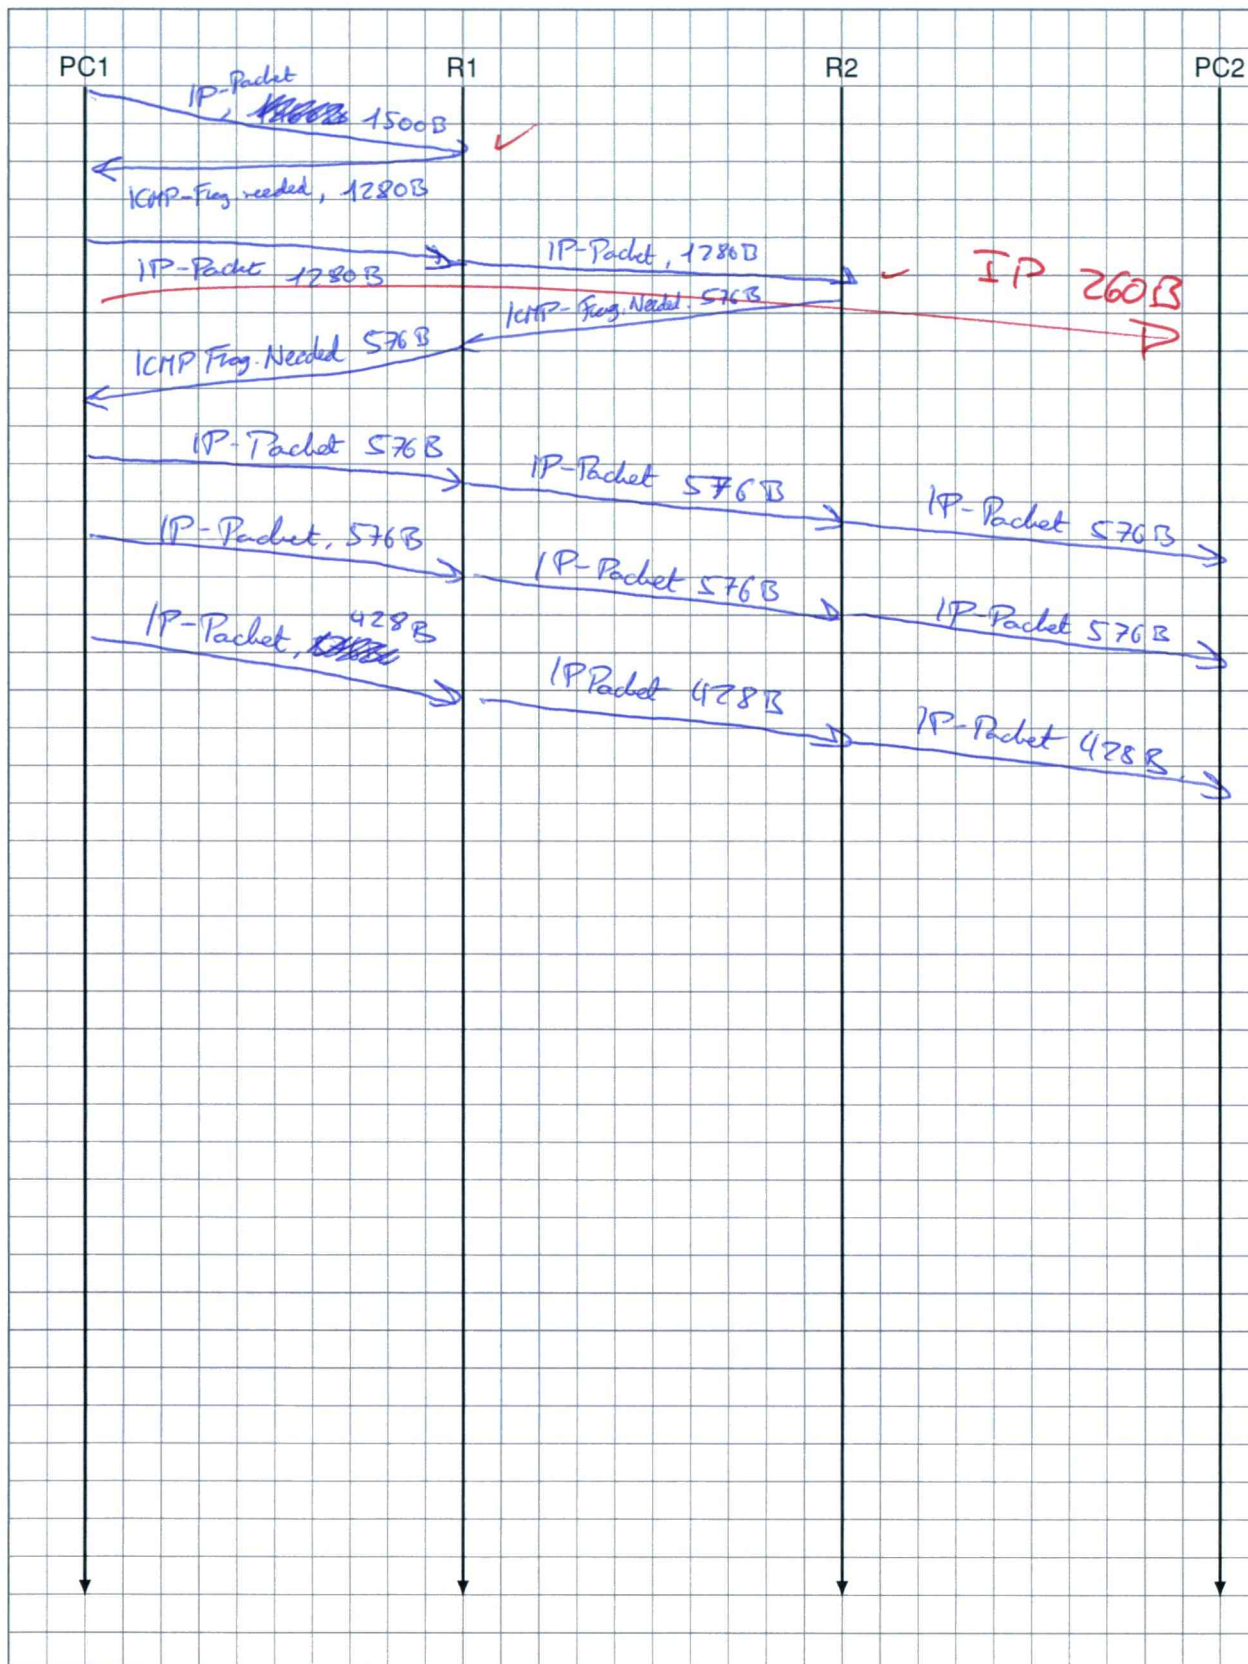 PC1 R1 R2 PC2
IP-Packet
, 1500B
ICMP-Frag. needed, 1280B
IP-Packet 1280B
IP-Packet, 1280B
IP 260B
ICMP-Frag. Needed. 576B
ICMP Frag. Needed 576B
IP-Packet 576B
IP-Packet 576B
IP-Packet 576B
IP-Packet, 576B
IP-Packet 576B
IP-Packet 576B
IP-Packet, 428B
IP Packet 428B
IP-Packet 428B